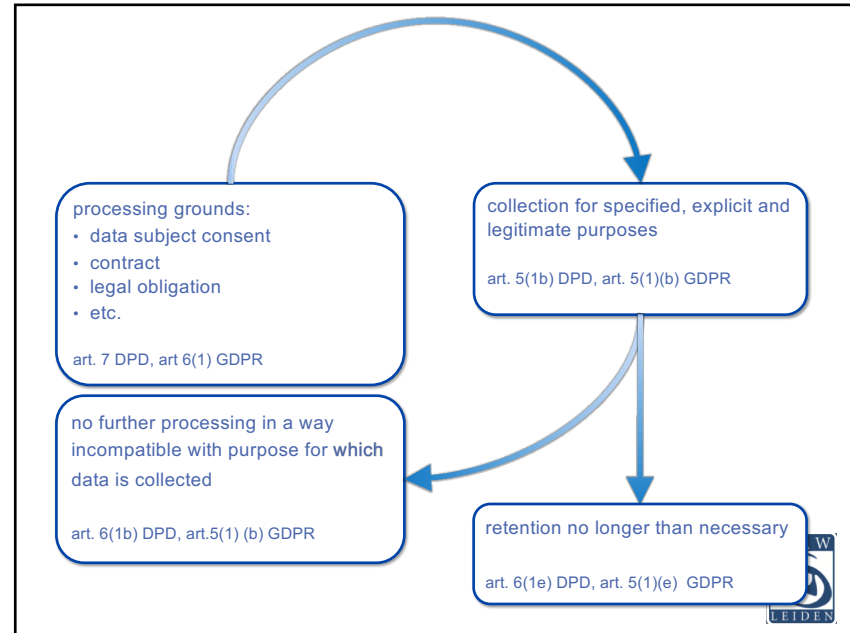 processing grounds:
• data subject consent
• contract
• legal obligation
• etc.
art. 7 DPD, art 6(1) GDPR
collection for specified, explicit and
legitimate purposes
art. 5(1b) DPD, art. 5(1)(b) GDPR
no further processing in a way
incompatible with purpose for which
data is collected
art. 6(1b) DPD, art.5(1) (b) GDPR
retention no longer than necessary
art. 6(1e) DPD, art. 5(1)(e) GDPR
LEIDEN